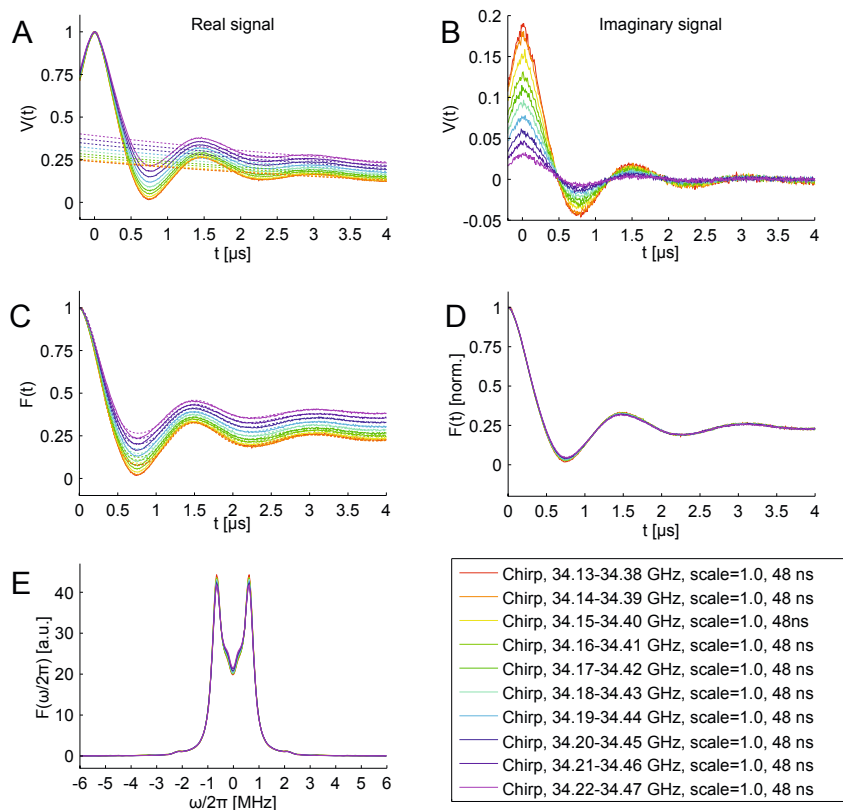 A
Real signal
1
0.75
0.50
0.25
0
V(t)
0 0.5 1 1.5 2 2.5 3 3.5 4
t [µs]
B
Imaginary signal
0.2
0.15
0.1
0.05
0
-0.05
V(t)
0 0.5 1 1.5 2 2.5 3 3.5 4
t [µs]
C
1
0.75
0.50
0.25
0
F(t)
0 0.5 1 1.5 2 2.5 3 3.5 4
t [µs]
D
1
0.75
0.50
0.25
0
F(t) [norm.]
0 0.5 1 1.5 2 2.5 3 3.5 4
t [µs]
E
40
30
20
10
0
F(ω/2π) [a.u.]
-6 -5 -4 -3 -2 -1 0 1 2 3 4 5 6
ω/2π [MHz]
Chirp, 34.13-34.38 GHz, scale=1.0, 48 ns
Chirp, 34.14-34.39 GHz, scale=1.0, 48 ns
Chirp, 34.15-34.40 GHz, scale=1.0, 48ns
Chirp, 34.16-34.41 GHz, scale=1.0, 48 ns
Chirp, 34.17-34.42 GHz, scale=1.0, 48 ns
Chirp, 34.18-34.43 GHz, scale=1.0, 48 ns
Chirp, 34.19-34.44 GHz, scale=1.0, 48 ns
Chirp, 34.20-34.45 GHz, scale=1.0, 48 ns
Chirp, 34.21-34.46 GHz, scale=1.0, 48 ns
Chirp, 34.22-34.47 GHz, scale=1.0, 48 ns